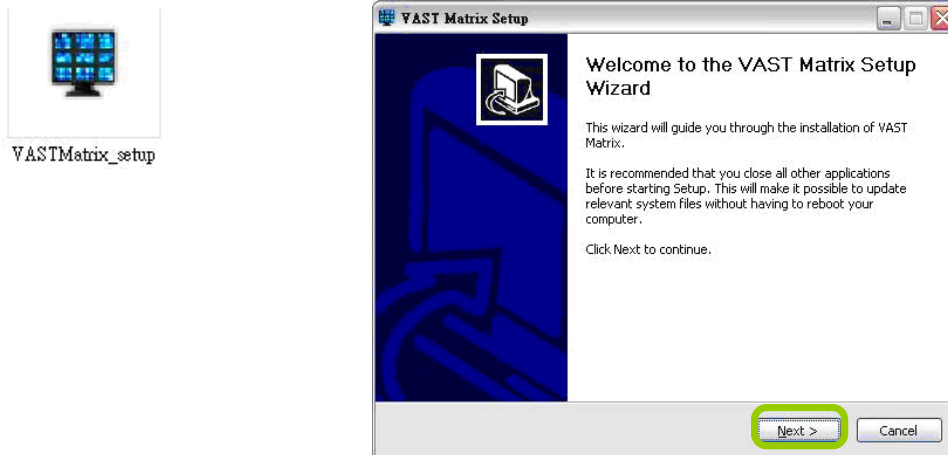 VASTMatrix_setup
VAST Matrix Setup
Welcome to the VAST Matrix Setup
Wizard
This wizard will guide you through the installation of VAST
Matrix.
It is recommended that you close all other applications
before starting Setup. This will make it possible to update
relevant system files without having to reboot your
computer.
Click Next to continue.
Next >
Cancel